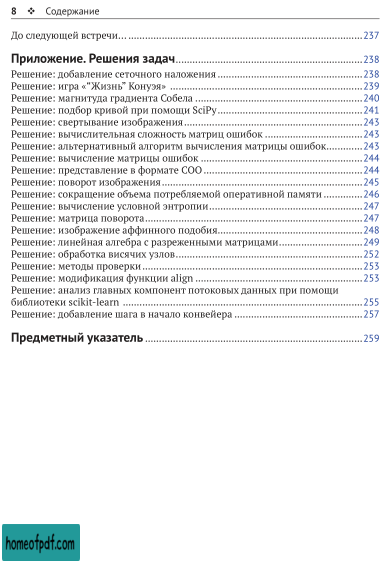 8 ❖ Содержание
До следующей встречи… 237
Приложение. Решения задач 238
Решение: добавление сеточного наложения 238
Решение: игра «“Жизнь” Конуэя» 239
Решение: магнитуда градиента Собела 240
Решение: подбор кривой при помощи SciPy 241
Решение: свертывание изображения 243
Решение: вычислительная сложность матриц ошибок 243
Решение: альтернативный алгоритм вычисления матрицы ошибок 243
Решение: вычисление матрицы ошибок 244
Решение: представление в формате COO 244
Решение: поворот изображения 245
Решение: сокращение объема потребляемой оперативной памяти 246
Решение: вычисление условной энтропии 247
Решение: матрица поворота 247
Решение: изображение аффинного подобия 248
Решение: линейная алгебра с разреженными матрицами 249
Решение: обработка висячих узлов 252
Решение: методы проверки 253
Решение: модификация функции align 253
Решение: анализ главных компонент потоковых данных при помощи
библиотеки scikit-learn 255
Решение: добавление шага в начало конвейера 257
Предметный указатель 259
homeofpdf.com